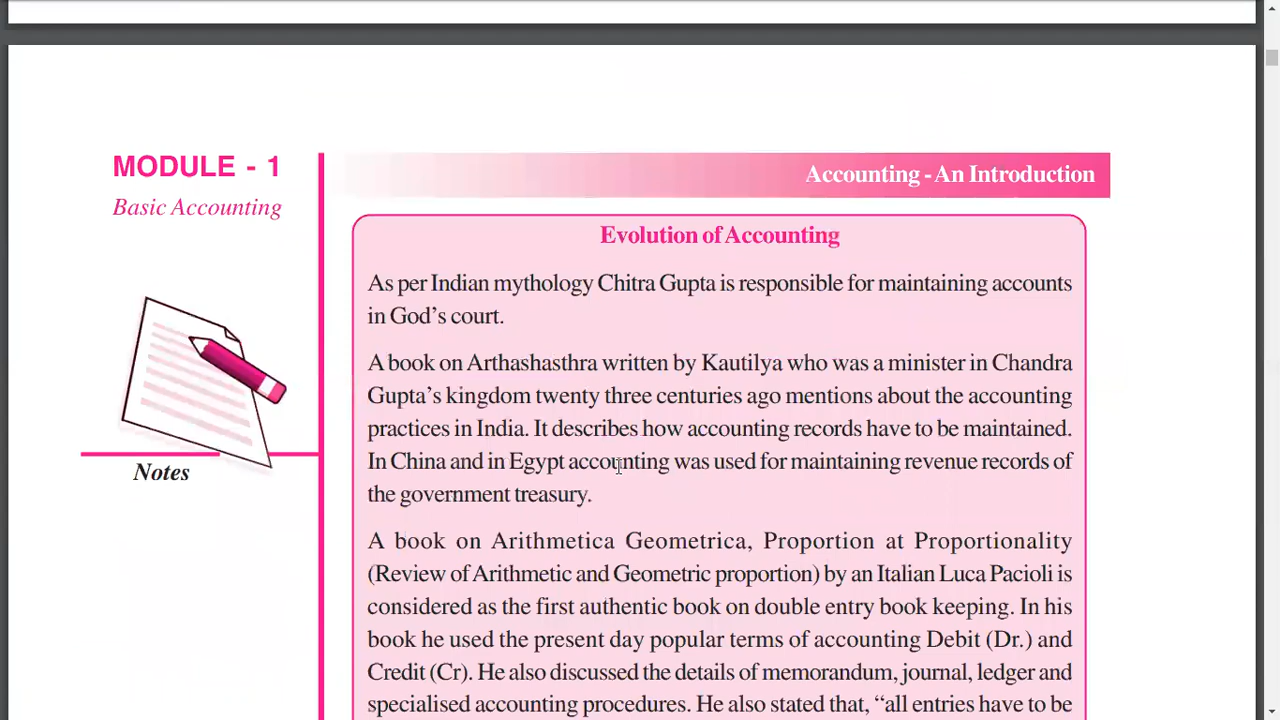 MODULE - 1
Basic Accounting
Notes
Accounting - An Introduction
Evolution of Accounting
As per Indian mythology Chitra Gupta is responsible for maintaining accounts
in God’s court.
A book on Arthashasthra written by Kautilya who was a minister in Chandra
Gupta’s kingdom twenty three centuries ago mentions about the accounting
practices in India. It describes how accounting records have to be maintained.
In China and in Egypt accounting was used for maintaining revenue records of
the government treasury.
A book on Arithmetica Geometrica, Proportion at Proportionality
(Review of Arithmetic and Geometric proportion) by an Italian Luca Pacioli is
considered as the first authentic book on double entry book keeping. In his
book he used the present day popular terms of accounting Debit (Dr.) and
Credit (Cr). He also discussed the details of memorandum, journal, ledger and
specialised accounting procedures. He also stated that, “all entries have to be